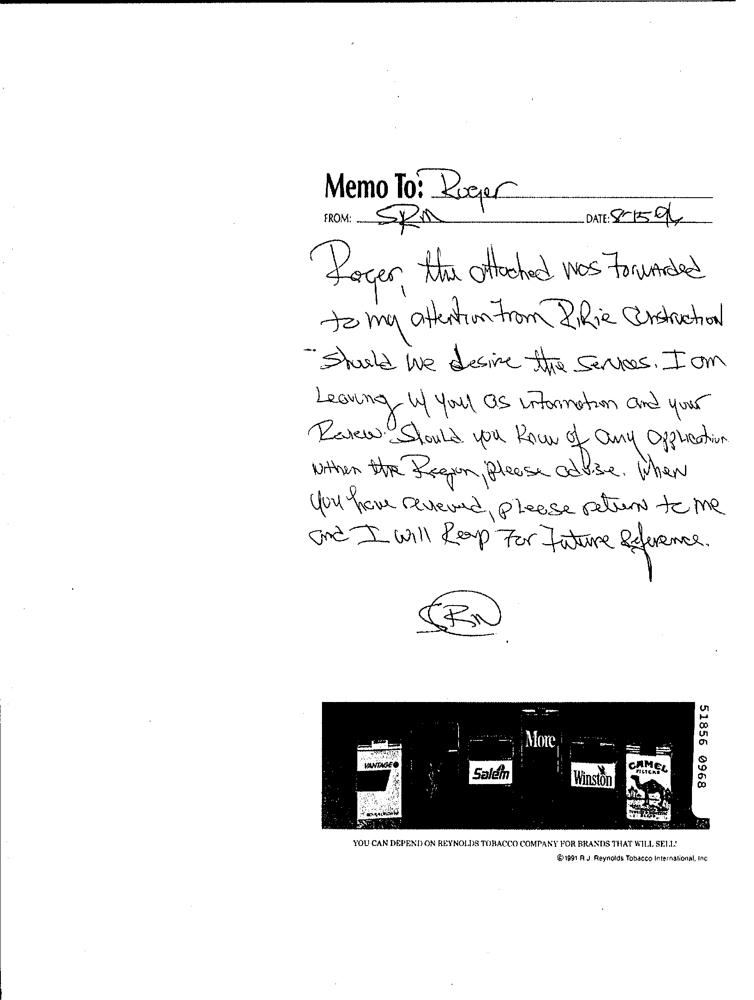 Memo To: Roger
FROM: SRM
DATE: 8-15-96
Roger, the attached was forwarded
to my attention from Construction
- Should we desire the services. I am
Leaving w/ you as information and your
Review. Should you know of any application
within the Region, please advise. When
you have reviewed, please return to me
and I will keep For Future Reference.
SRM
VANTAGE
Salem
More
Winston
CAMEL
FILTERS
51856 0968
YOU CAN DEPEND ON REYNOLDS TOBACCO COMPANY FOR BRANDS THAT WILL SELL!
© 1991 R J Reynolds Tobacco International, Inc